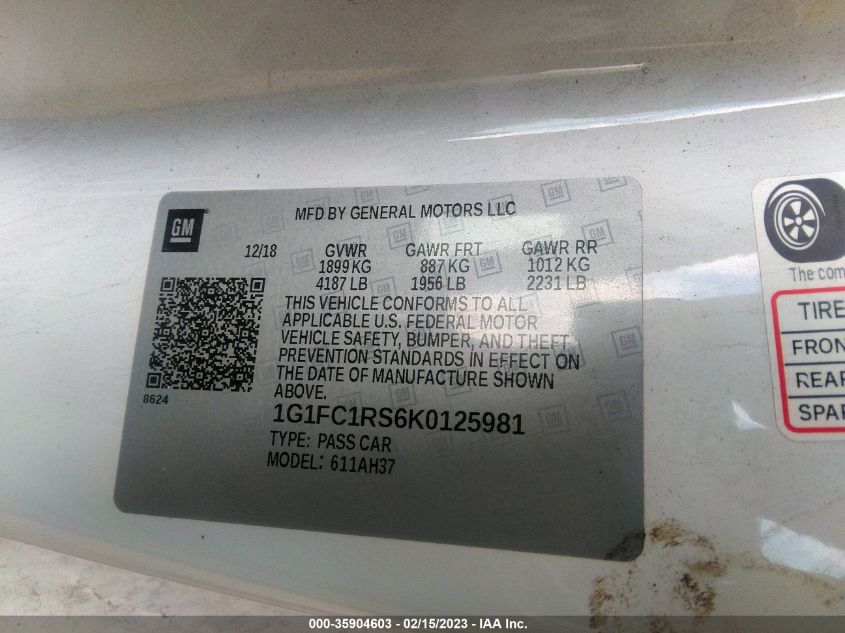 GM
MFD BY GENERAL MOTORS LLC
12/18 GVWR GAWR FRT GAWR RR
1899 KG 887 KG 1012 KG
4187 LB 1956 LB 2231 LB
THIS VEHICLE CONFORMS TO ALL
APPLICABLE U.S. FEDERAL MOTOR
VEHICLE SAFETY, BUMPER, AND THEFT
PREVENTION STANDARDS IN EFFECT ON
THE DATE OF MANUFACTURE SHOWN
ABOVE.
8624
1G1FC1RS6K0125981
TYPE: PASS CAR
MODEL: 611AH37
The com
TIRE
FRON
REAR
SPAR
000-35904603 - 02/15/2023 - IAA Inc.